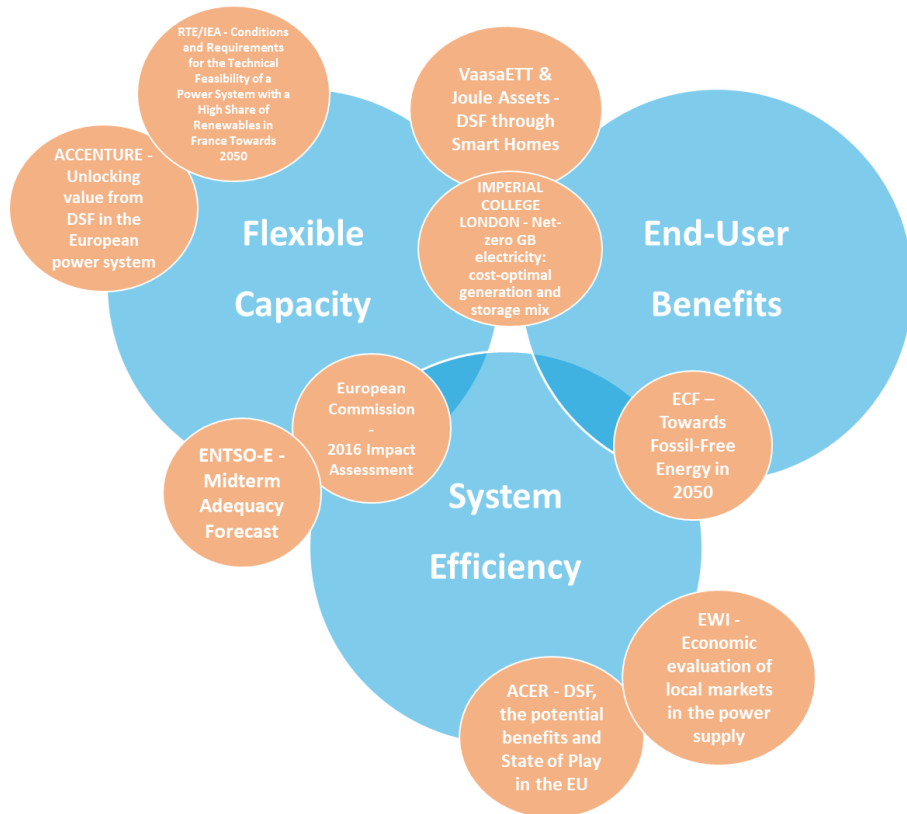 RTE/IEA - Conditions
and Requirements
for the Technical
Feasibility of a
Power System with a
High Share of
Renewables in
France Towards
2050
VaasaETT &
Joule Assets -
DSF through
Smart Homes
ACCENTURE -
Unlocking
value from
DSF in the
European
power system
IMPERIAL
COLLEGE
LONDON - Net-
zero GB
electricity:
cost-optimal
generation and
storage mix
Flexible
Capacity
End-User
Benefits
European
Commission
-
2016 Impact
Assessment
ECF –
Towards
Fossil-Free
Energy in
2050
ENTSO-E -
Midterm
Adequacy
Forecast
System
Efficiency
EWI -
Economic
evaluation of
local markets
in the power
supply
ACER - DSF,
the potential
benefits and
State of Play
in the EU